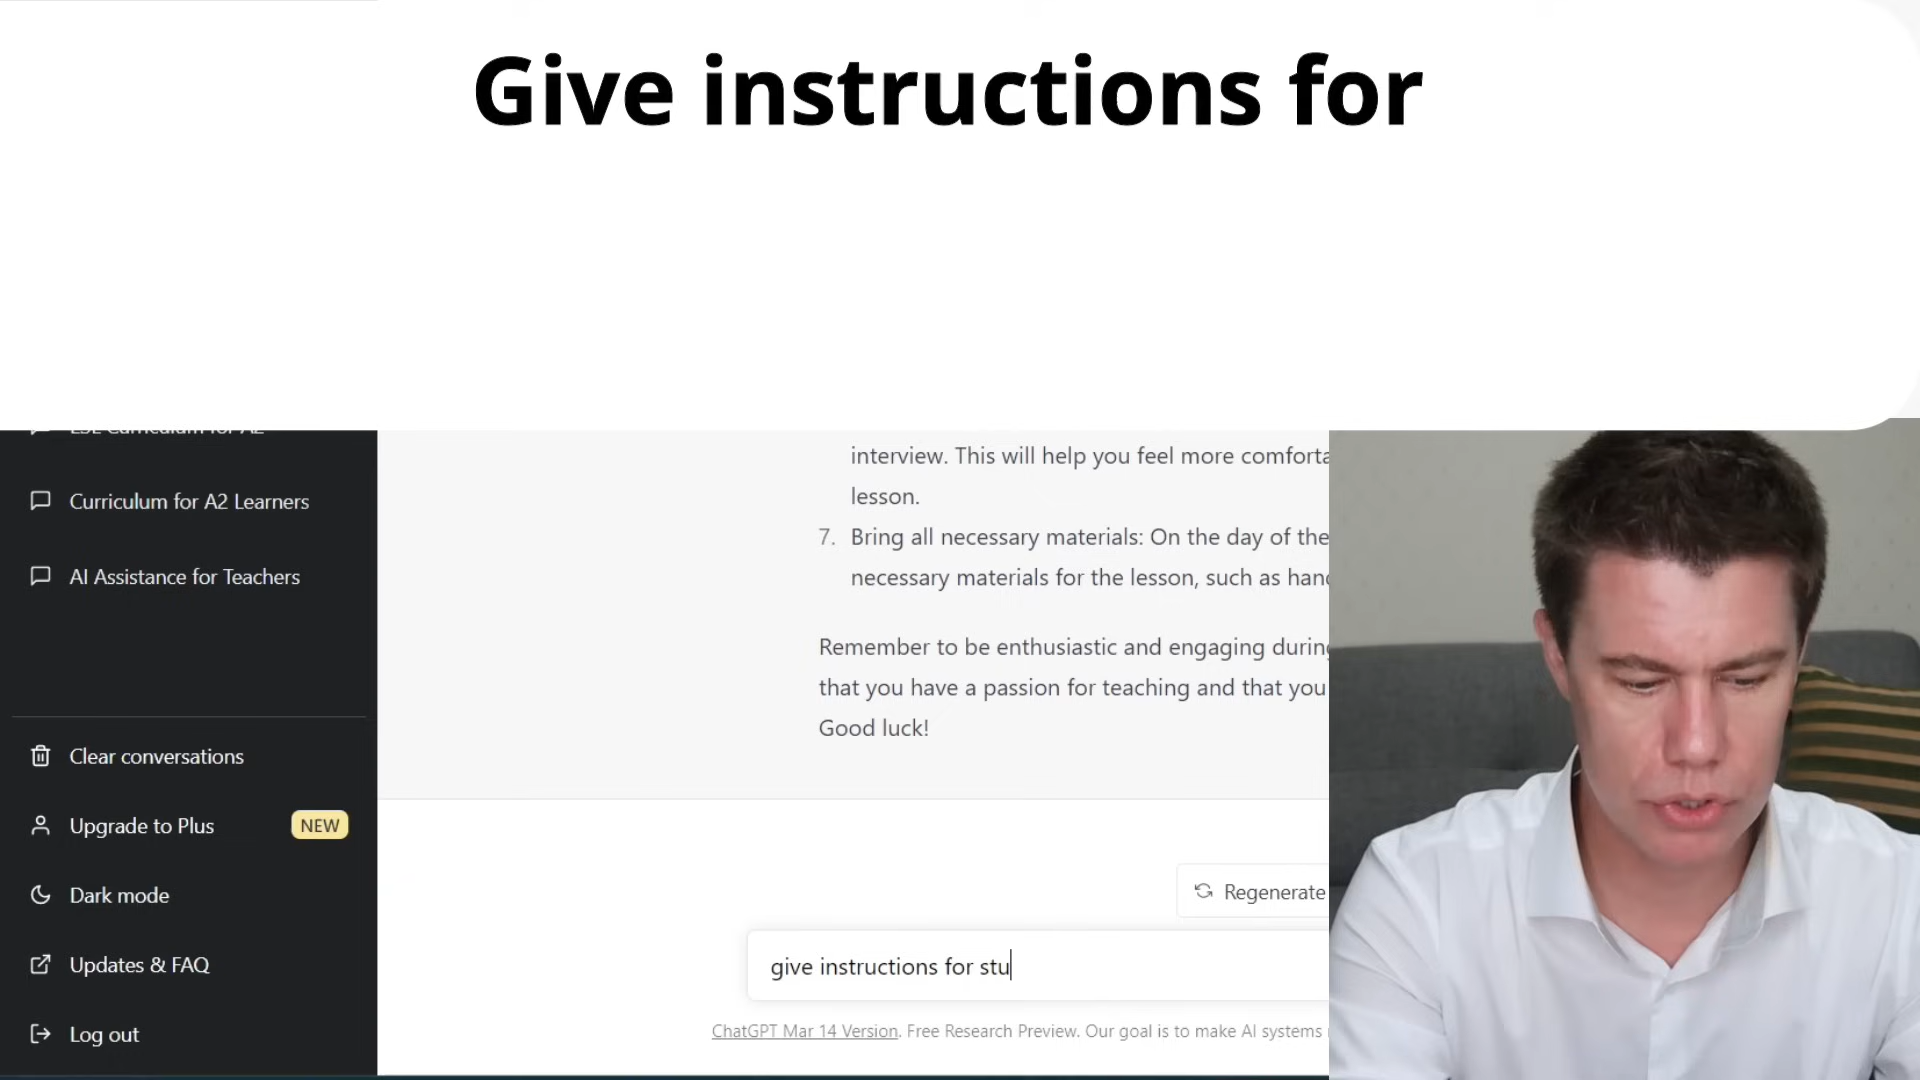 Give instructions for
Curriculum for A2 Learners
AI Assistance for Teachers
Clear conversations
Upgrade to Plus
NEW
Dark mode
Updates & FAQ
Log out
interview. This will help you feel more comforta
lesson.
7. Bring all necessary materials: On the day of the
necessary materials for the lesson, such as hand
Remember to be enthusiastic and engaging during
that you have a passion for teaching and that you
Good luck!
Regenerate
give instructions for stu
ChatGPT Mar 14 Version. Free Research Preview. Our goal is to make AI systems